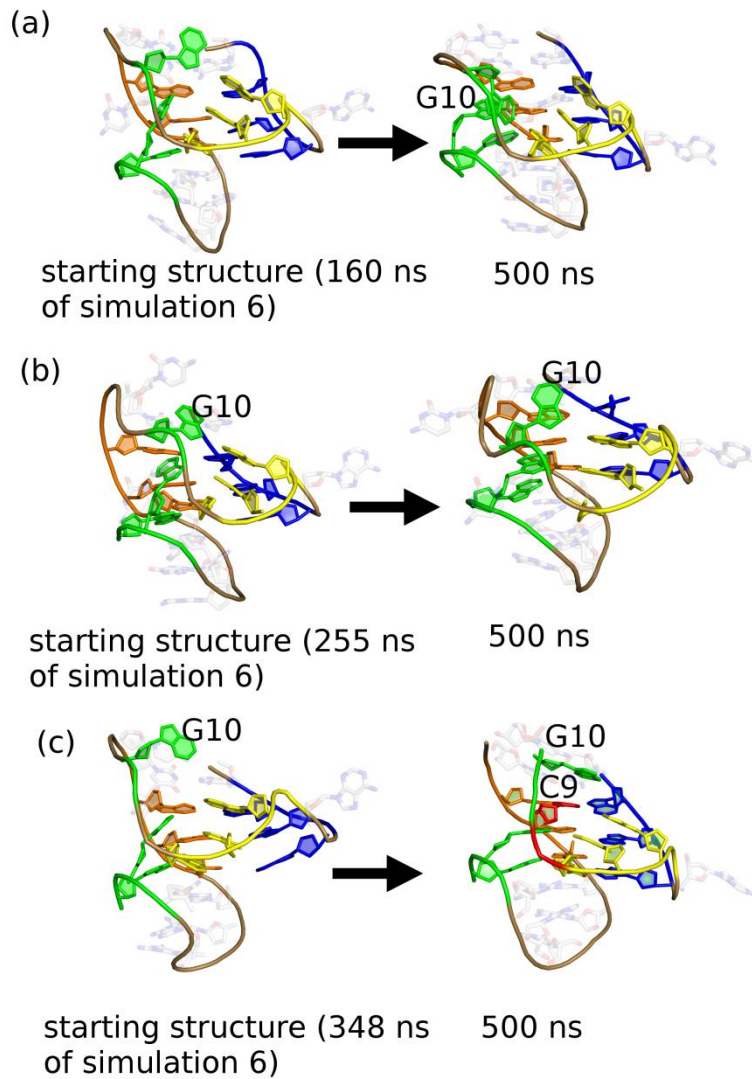 (a)
G10
starting structure (160 ns
of simulation 6)
500 ns
(b)
G10
G10
starting structure (255 ns
of simulation 6)
500 ns
(c)
G10
G10
C9
starting structure (348 ns
of simulation 6)
500 ns